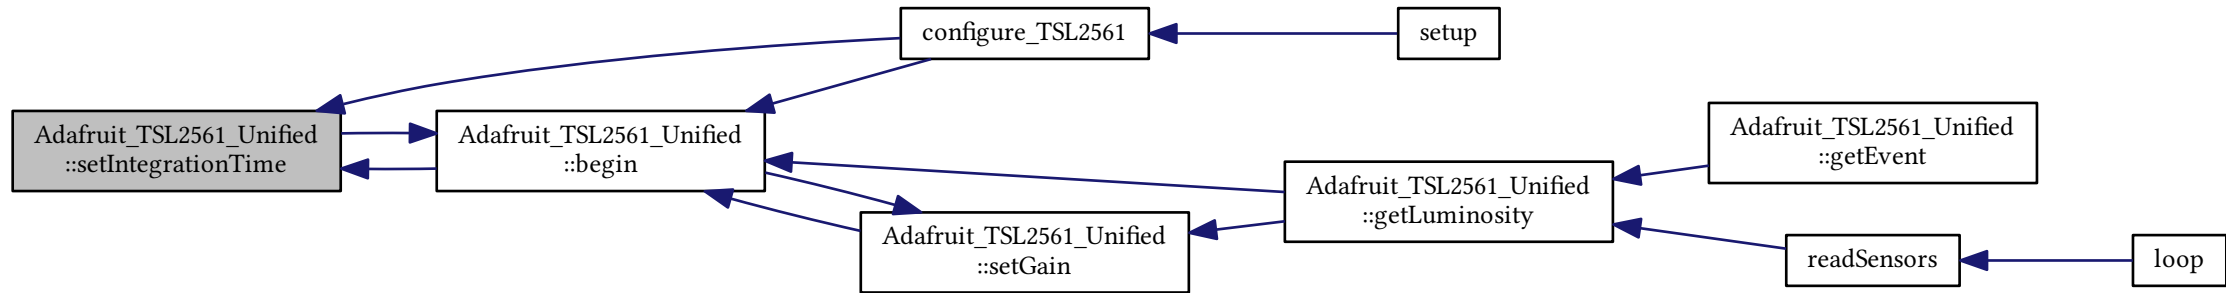 configure_TSL2561
setup
Adafruit_TSL2561_Unified
::setIntegrationTime
Adafruit_TSL2561_Unified
::begin
Adafruit_TSL2561_Unified
::getEvent
Adafruit_TSL2561_Unified
::getLuminosity
Adafruit_TSL2561_Unified
::setGain
readSensors
loop